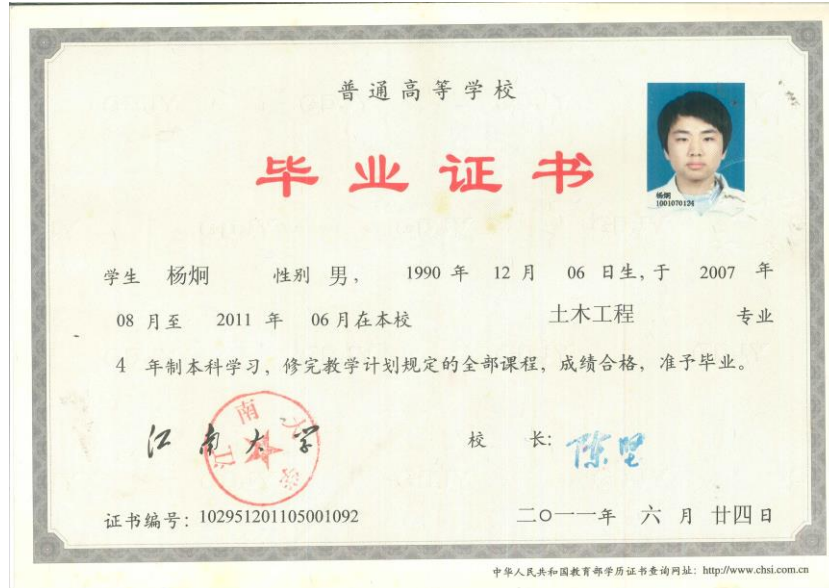 普通高等学校
毕业证书
杨炯
1001070124
学生 杨炯 性别 男, 1990 年 12 月 06 日生, 于 2007 年
08 月至 2011 年 06 月在本校 土木工程 专业
4 年制本科学习, 修完教学计划规定的全部课程, 成绩合格, 准予毕业。
江南大学
江南大学
校 长: 陈坚
证书编号: 102951201105001092 二〇一一年 六 月 廿四日
中华人民共和国教育部学历证书查询网址: http://www.chsi.com.cn